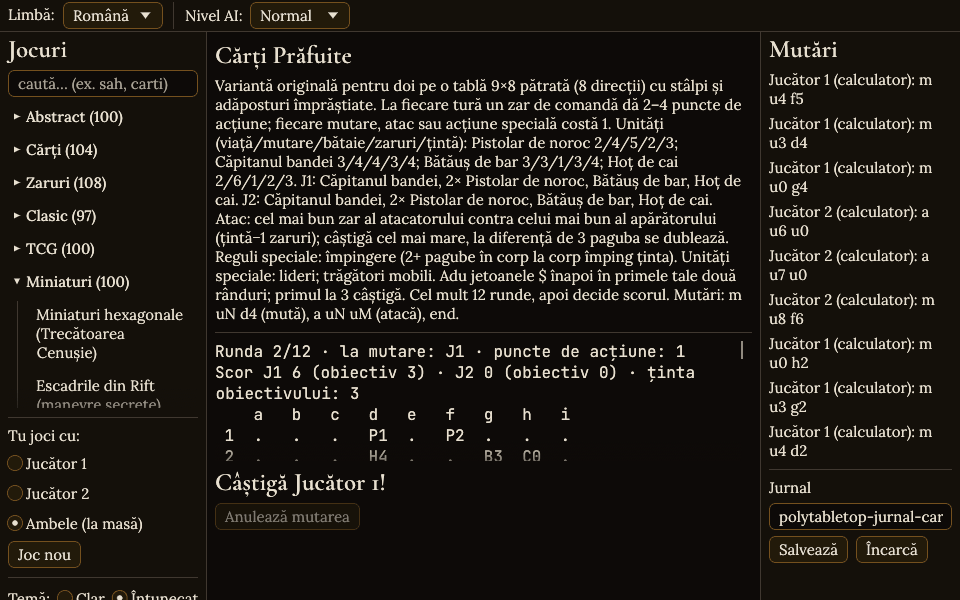 Limbă: Română Nivel AI: Normal
Jocuri
caută... (ex. sah, carti)
Abstract (100)
Cărți (104)
Zaruri (108)
Clasic (97)
TCG (100)
Miniaturi (100)
Miniaturi hexagonale
(Trecătoarea
Cenușie)
Escadrile din Rift
(manevre secrete)
Tu joci cu:
Jucător 1
Jucător 2
Ambele (la masă)
Joc nou
Temă: Clar Întunecat
Cărți Prăfuite
Variantă originală pentru doi pe o tablă 9×8 pătrată (8 direcții) cu stâlpi și
adăposturi împrăștiate. La fiecare tură un zar de comandă dă 2–4 puncte de
acțiune; fiecare mutare, atac sau acțiune specială costă 1. Unități
(viață/mutare/bătaie/zaruri/țintă): Pistolar de noroc 2/4/5/2/3;
Căpitanul bandei 3/4/4/3/4; Bătăuș de bar 3/3/1/3/4; Hoț de cai
2/6/1/2/3. J1: Căpitanul bandei, 2× Pistolar de noroc, Bătăuș de bar, Hoț de
cai. J2: Căpitanul bandei, 2× Pistolar de noroc, Bătăuș de bar, Hoț de cai.
Atac: cel mai bun zar al atacatorului contra celui mai bun al apărătorului
(țintă−1 zaruri); câștigă cel mai mare, la diferență de 3 paguba se dublează.
Reguli speciale: împingere (2+ pagube în corp la corp împing ținta). Unități
speciale: lideri; trăgători mobili. Adu jetoanele $ înapoi în primele tale două
rânduri; primul la 3 câștigă. Cel mult 12 runde, apoi decide scorul. Mutări: m
uN d4 (mută), a uN uM (atacă), end.
Runda 2/12 · la mutare: J1 · puncte de acțiune: 1
Scor J1 6 (obiectiv 3) · J2 0 (obiectiv 0) · ținta
obiectivului: 3
a b c d e f g h i
1 . . . P1 . P2 . . .
2 . . . H4 . . B3 C0 .
Câștigă Jucător 1!
Anulează mutarea
Mutări
Jucător 1 (calculator): m
u4 f5
Jucător 1 (calculator): m
u3 d4
Jucător 1 (calculator): m
u0 g4
Jucător 2 (calculator): a
u6 u0
Jucător 2 (calculator): a
u7 u0
Jucător 2 (calculator): m
u8 f6
Jucător 1 (calculator): m
u0 h2
Jucător 1 (calculator): m
u3 g2
Jucător 1 (calculator): m
u4 d2
Jurnal
polytabletop-jurnal-car
Salvează Încarcă